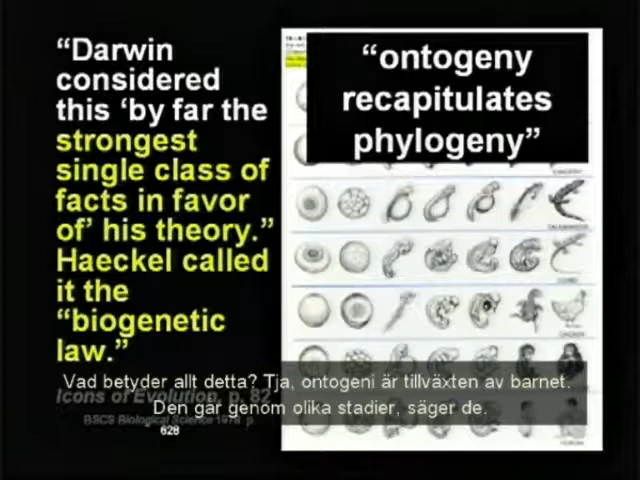 “Darwin
considered
this ‘by far the
strongest
single class of
facts in favor
of’ his theory.”
Haeckel called
it the
“biogenetic
law.”
Icons of Evolution, p. 82
BSCS Biological Science 1978 p.
628
“ontogeny
recapitulates
phylogeny”
Vad betyder allt detta? Tja, ontogeni är tillväxten av barnet.
Den går genom olika stadier, säger de.